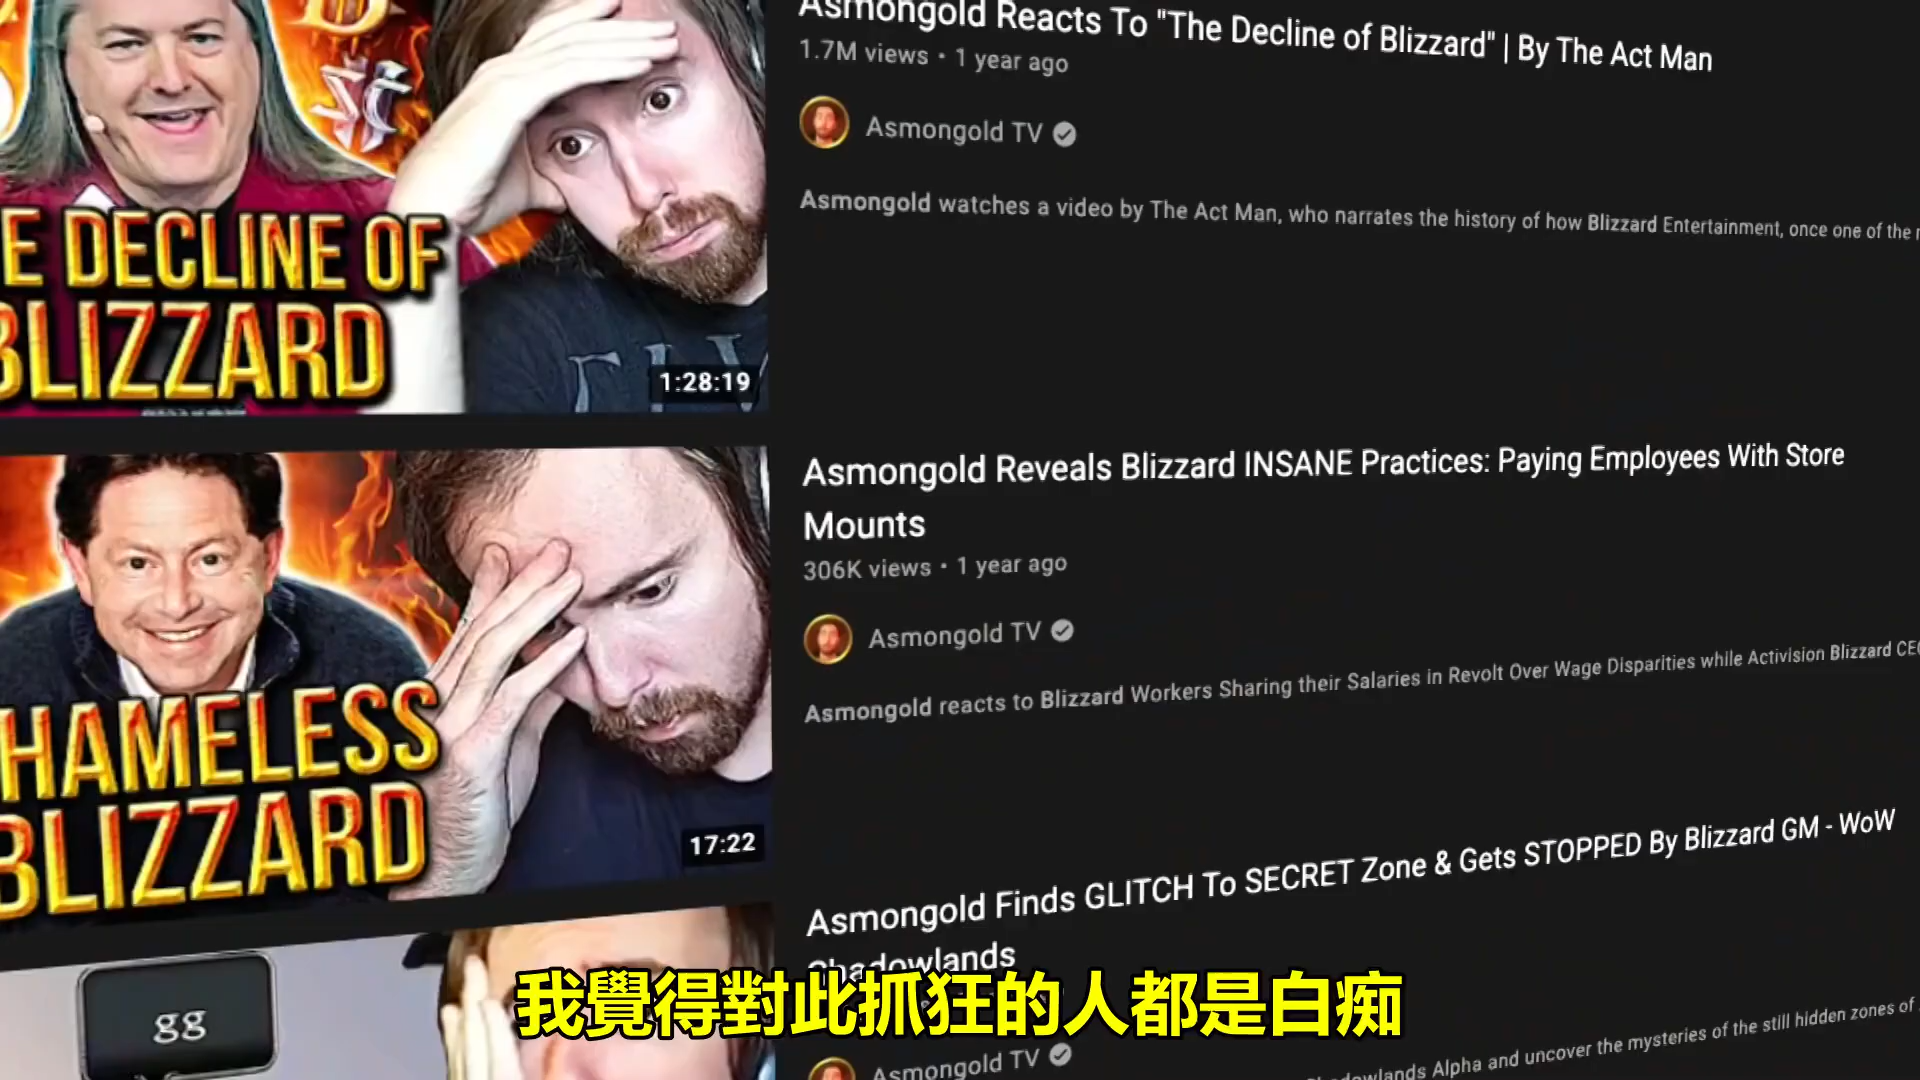 Asmongold Reacts To "The Decline of Blizzard" | By The Act Man
1.7M views • 1 year ago
Asmongold TV
Asmongold watches a video by The Act Man, who narrates the history of how Blizzard Entertainment, once one of the
E DECLINE OF
BLIZZARD
1:28:19
Asmongold Reveals Blizzard INSANE Practices: Paying Employees With Store
Mounts
306K views • 1 year ago
Asmongold TV
Asmongold reacts to Blizzard Workers Sharing their Salaries in Revolt Over Wage Disparities while Activision Blizzard CEO
HAMELESS
BLIZZARD
17:22
Asmongold Finds GLITCH To SECRET Zone & Gets STOPPED By Blizzard GM - WoW
Shadowlands
gg
我覺得對此抓狂的人都是白痴
Asmongold TV
Shadowlands Alpha and uncover the mysteries of the still hidden zones of